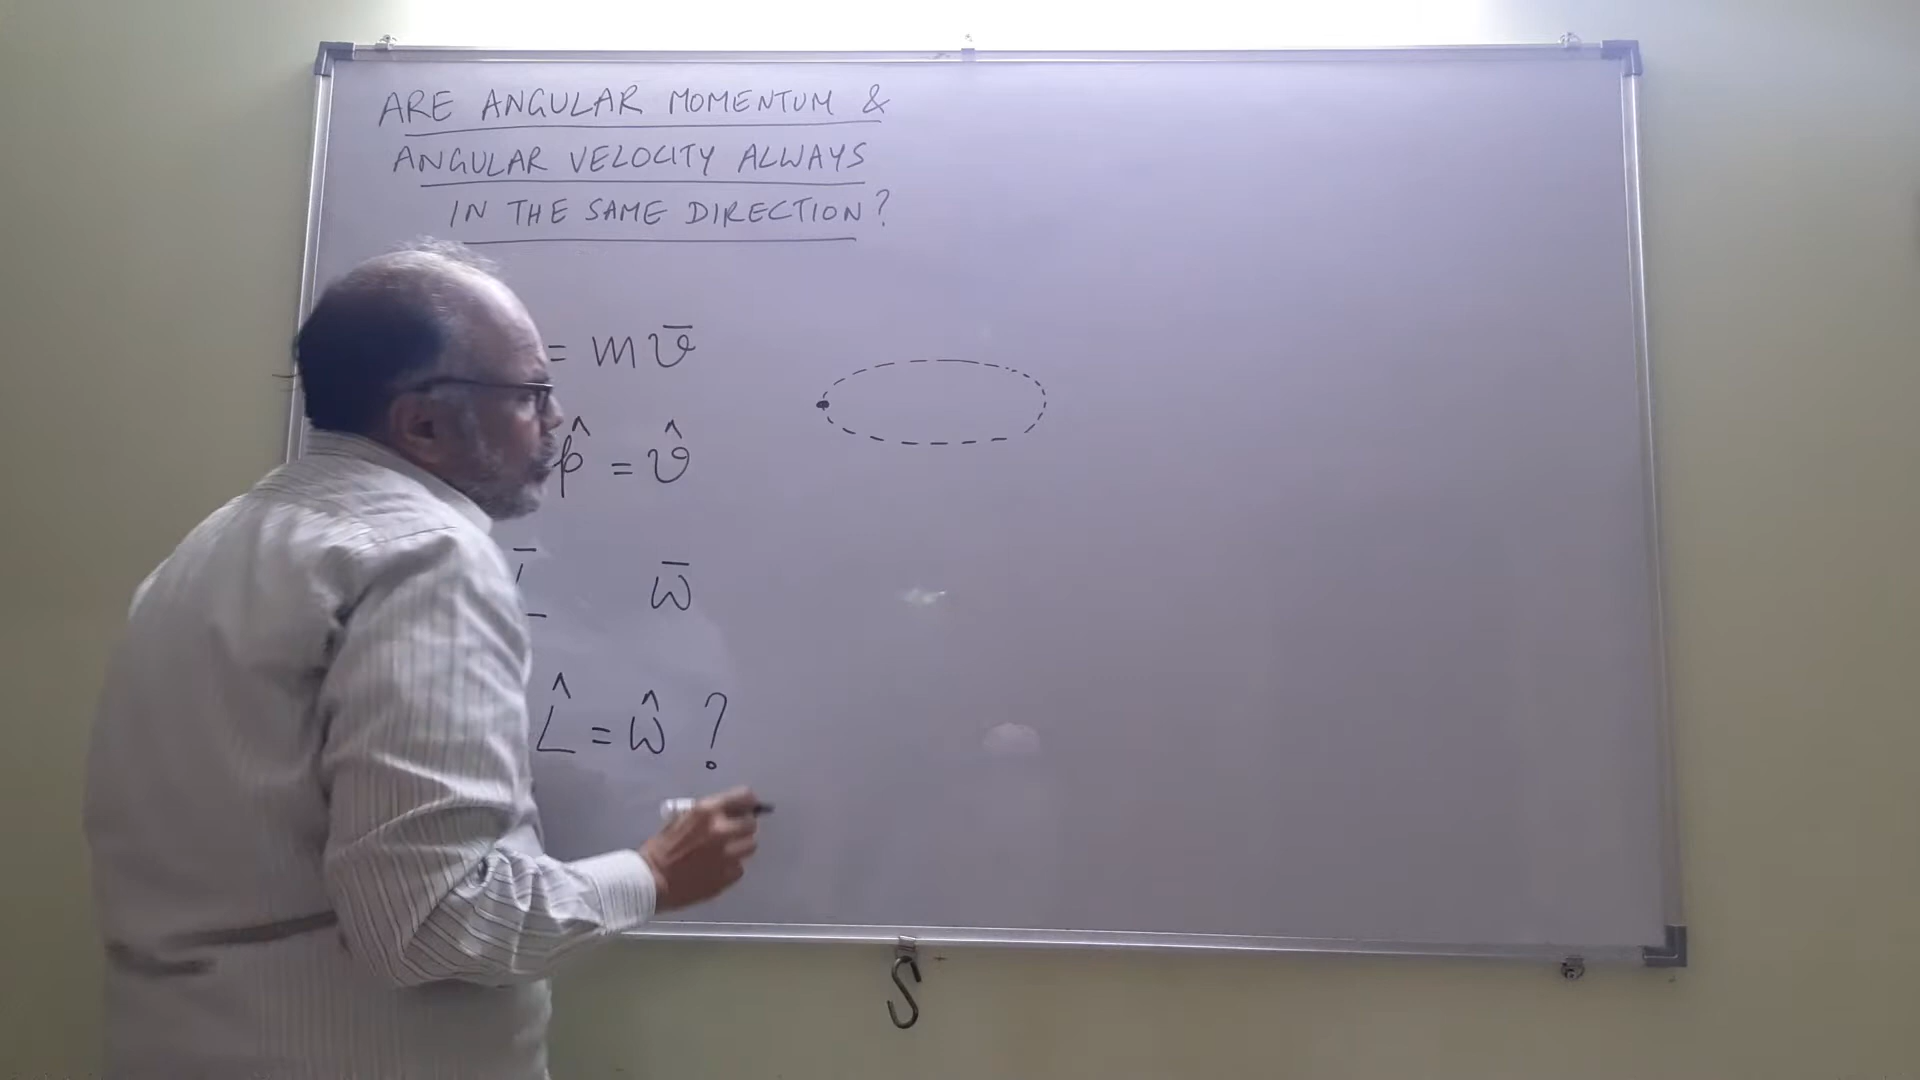 ARE ANGULAR MOMENTUM &
ANGULAR VELOCITY ALWAYS
IN THE SAME DIRECTION?
= m v̄
p̂ = v̂
L̄ ω̄
L̂ = ω̂ ?